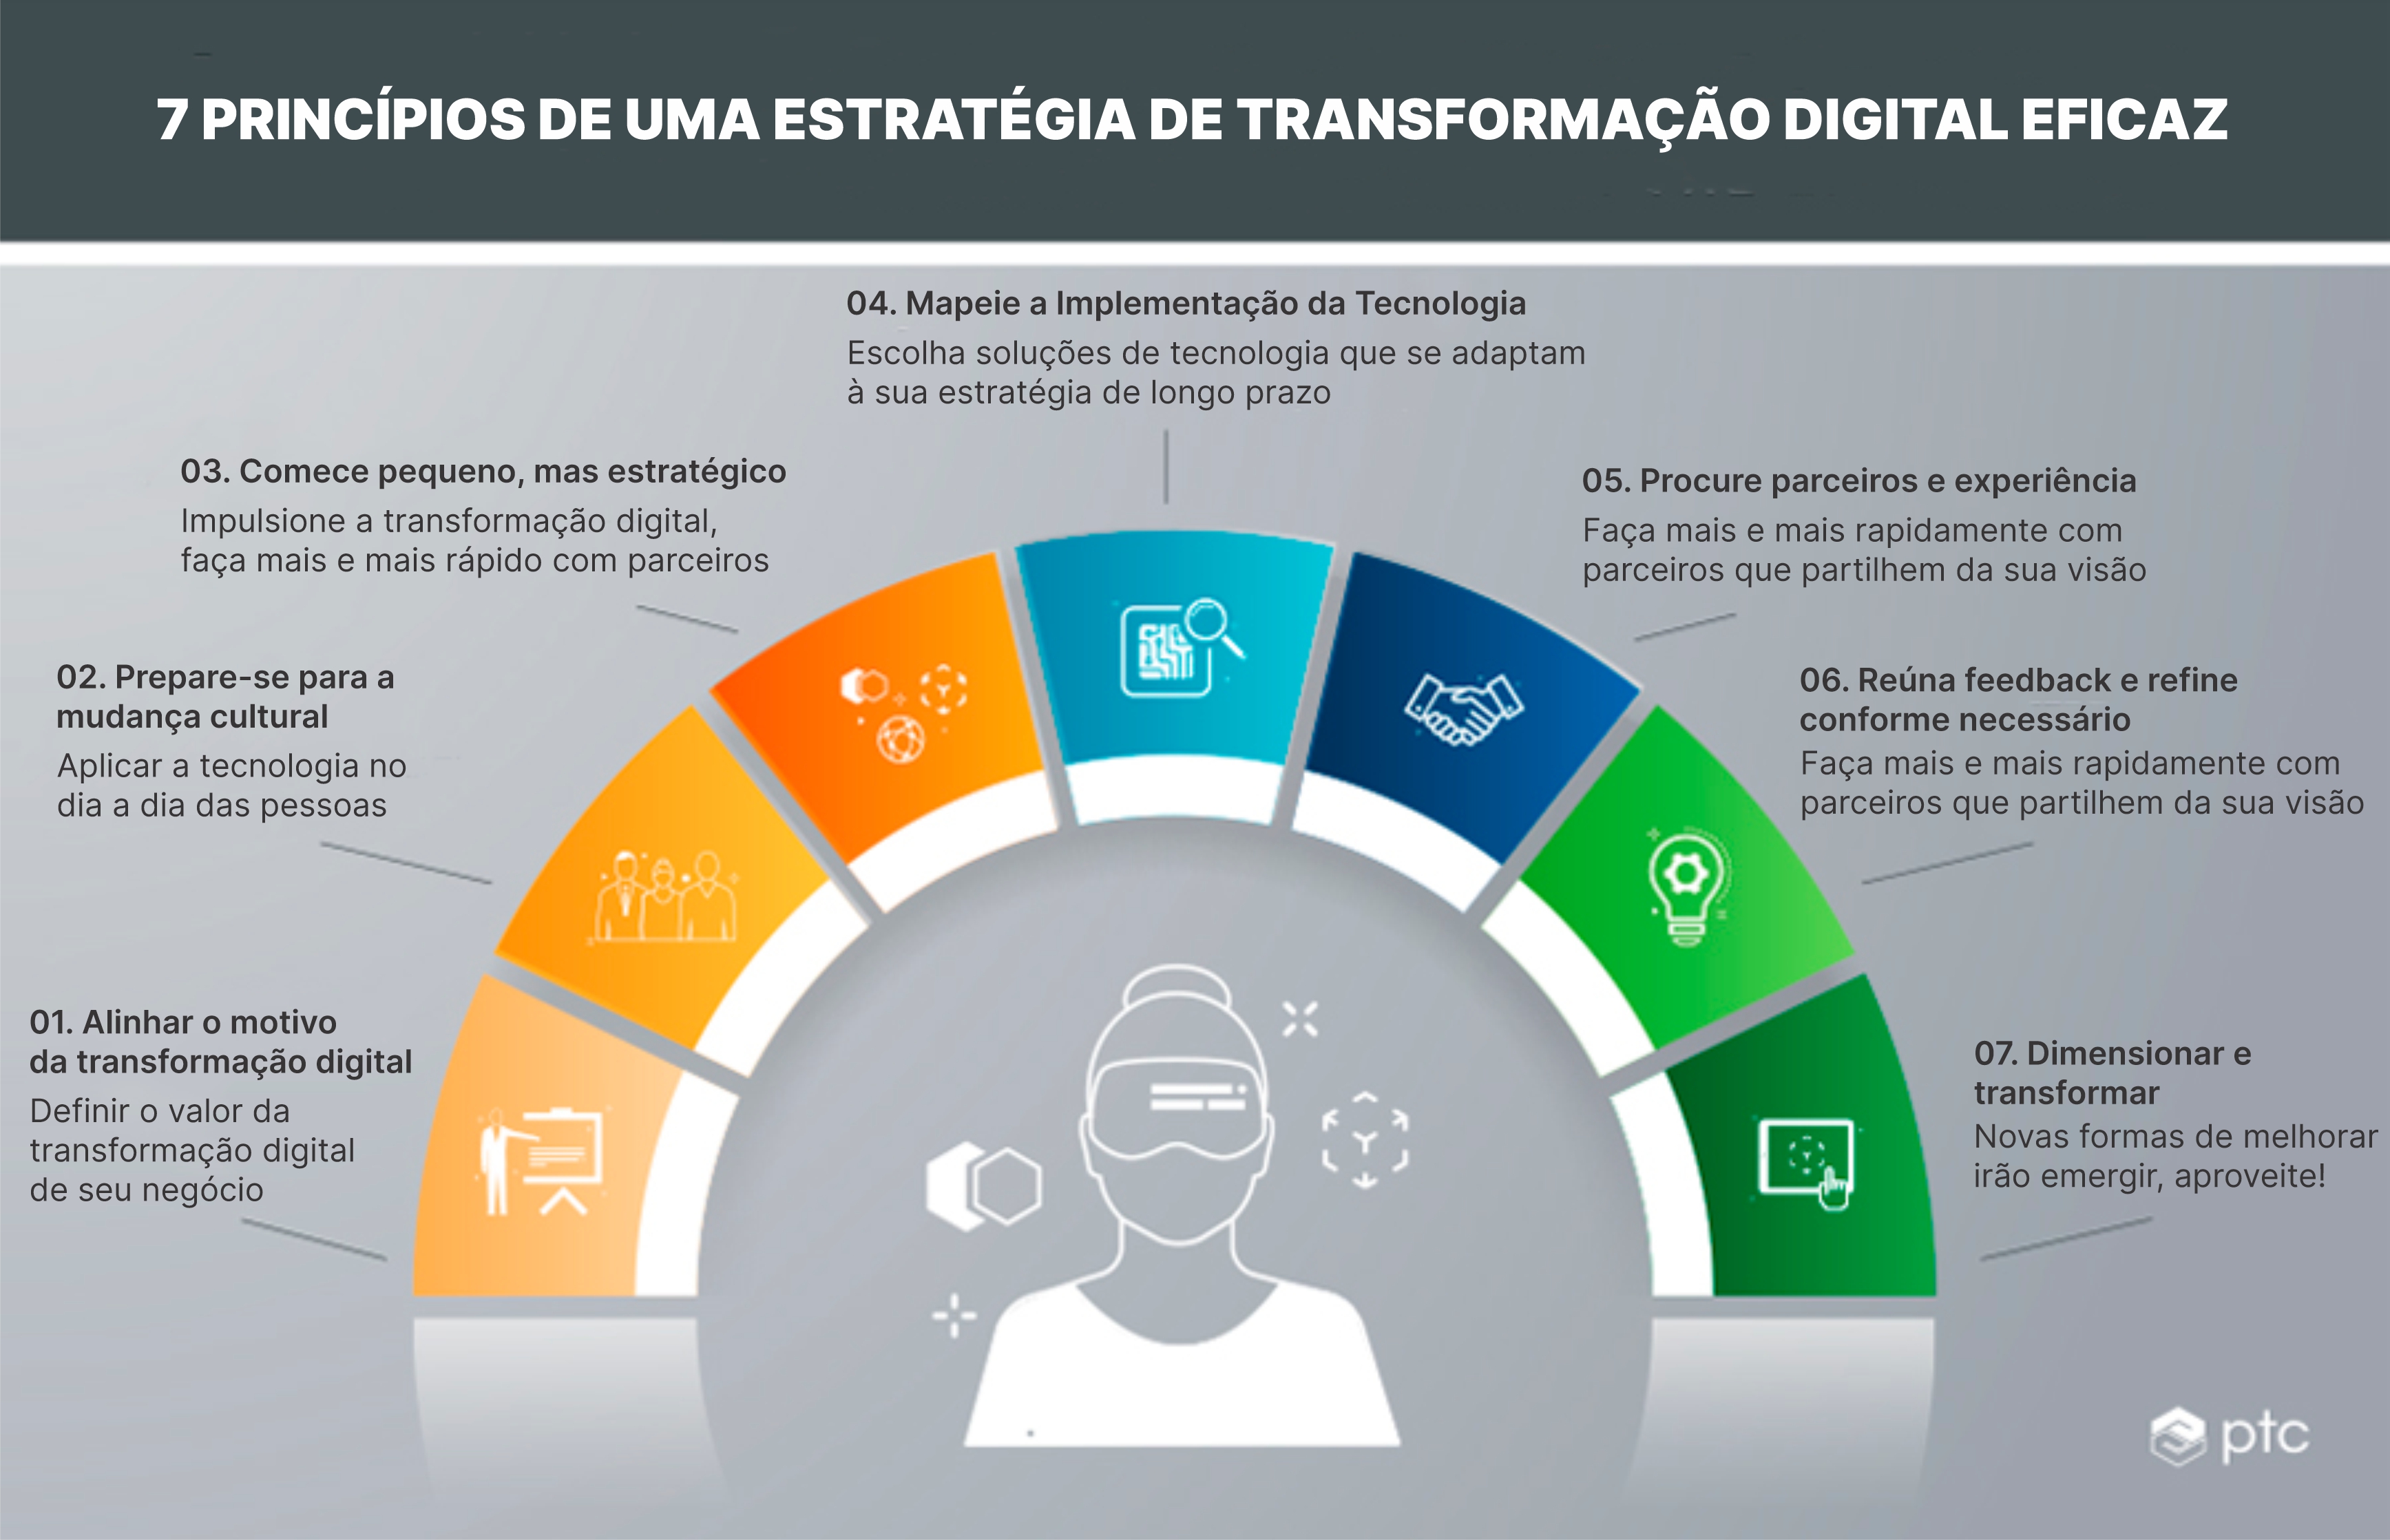 7 PRINCÍPIOS DE UMA ESTRATÉGIA DE TRANSFORMAÇÃO DIGITAL EFICAZ
01. Alinhar o motivo
da transformação digital
Definir o valor da
transformação digital
de seu negócio
02. Prepare-se para a
mudança cultural
Aplicar a tecnologia no
dia a dia das pessoas
03. Comece pequeno, mas estratégico
Impulsione a transformação digital,
faça mais e mais rápido com parceiros
04. Mapeie a Implementação da Tecnologia
Escolha soluções de tecnologia que se adaptam
à sua estratégia de longo prazo
05. Procure parceiros e experiência
Faça mais e mais rapidamente com
parceiros que partilhem da sua visão
06. Reúna feedback e refine
conforme necessário
Faça mais e mais rapidamente com
parceiros que partilhem da sua visão
07. Dimensionar e
transformar
Novas formas de melhorar
irão emergir, aproveite!
ptc